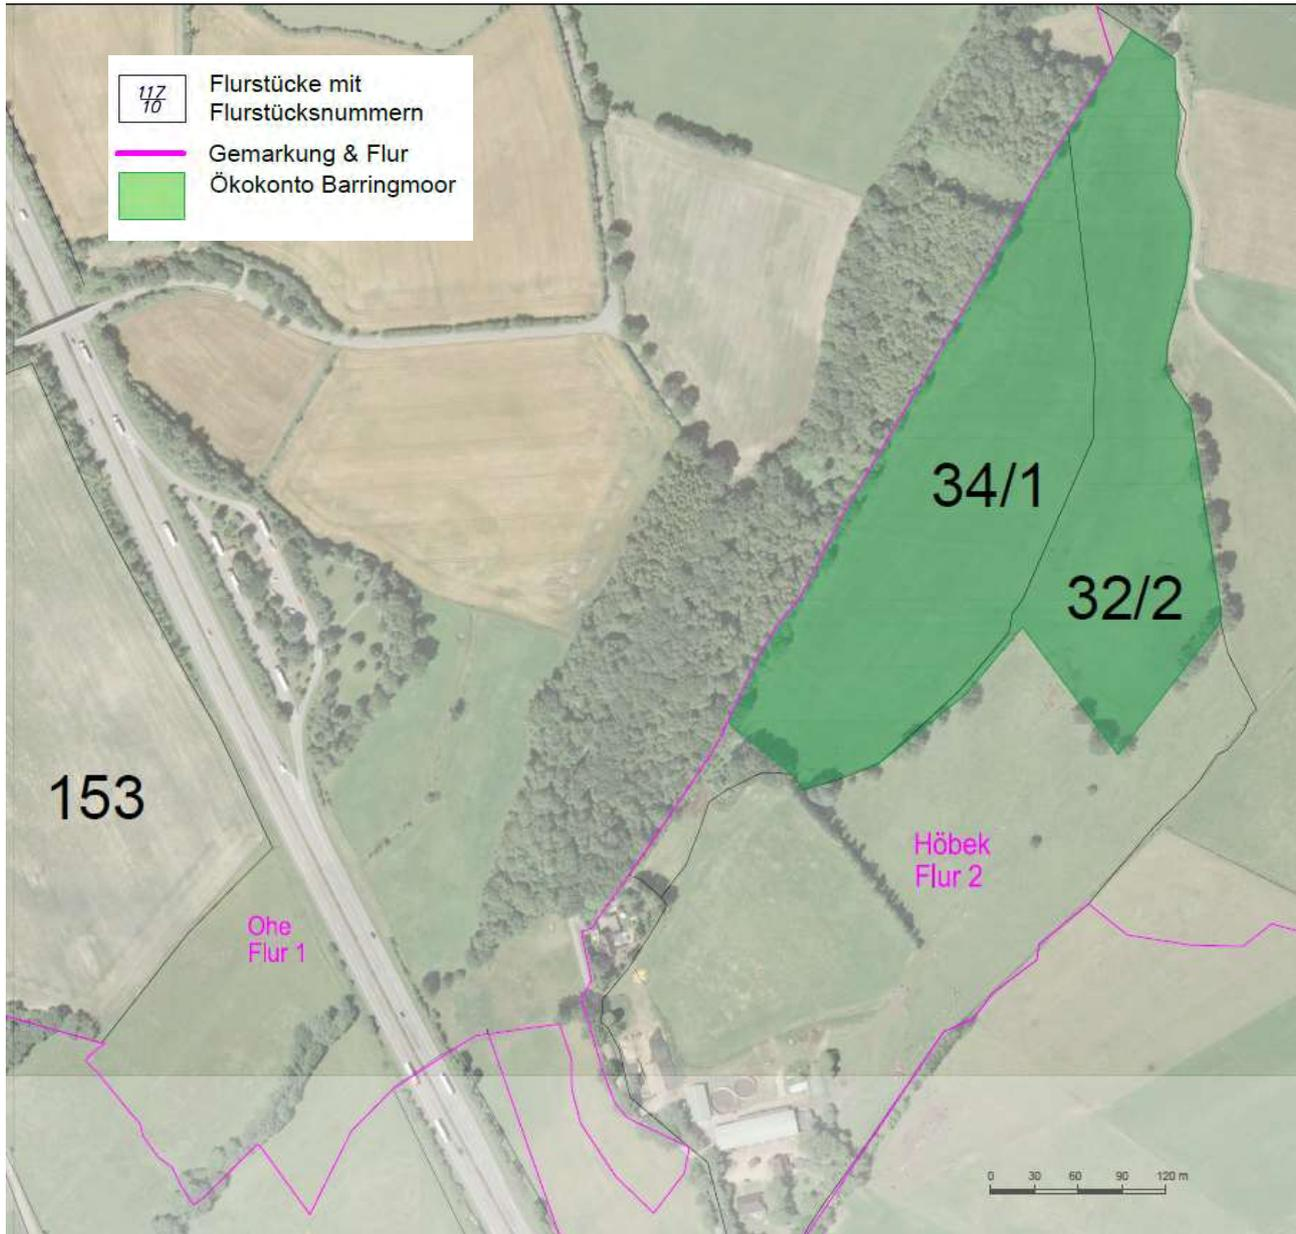 117
10
Flurstücke mit
Flurstücksnummern
Gemarkung & Flur
Ökokonto Barringmoor
34/1
32/2
153
Höbek
Flur 2
Ohe
Flur 1
0 30 60 90 120 m